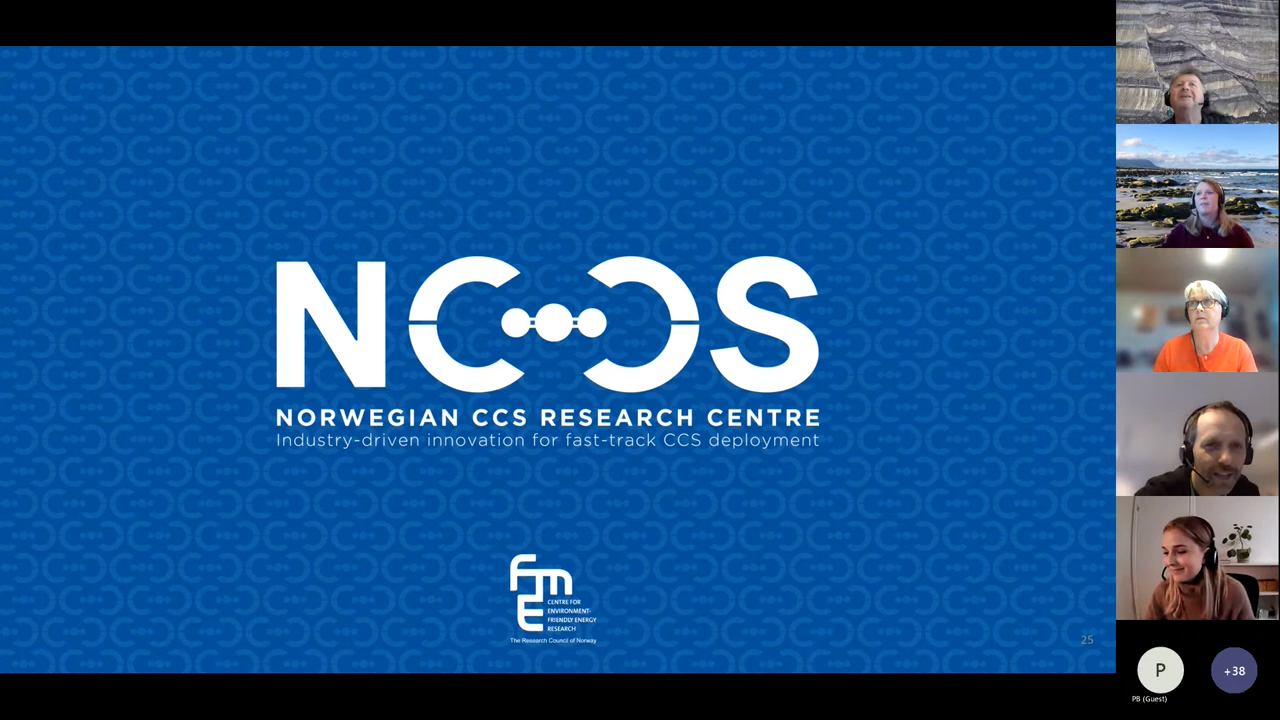 NCCS
NORWEGIAN CCS RESEARCH CENTRE
Industry-driven innovation for fast-track CCS deployment
fme
CENTRE FOR
ENVIRONMENT-
FRIENDLY ENERGY
RESEARCH
The Research Council of Norway
25
P
+38
PB (Guest)